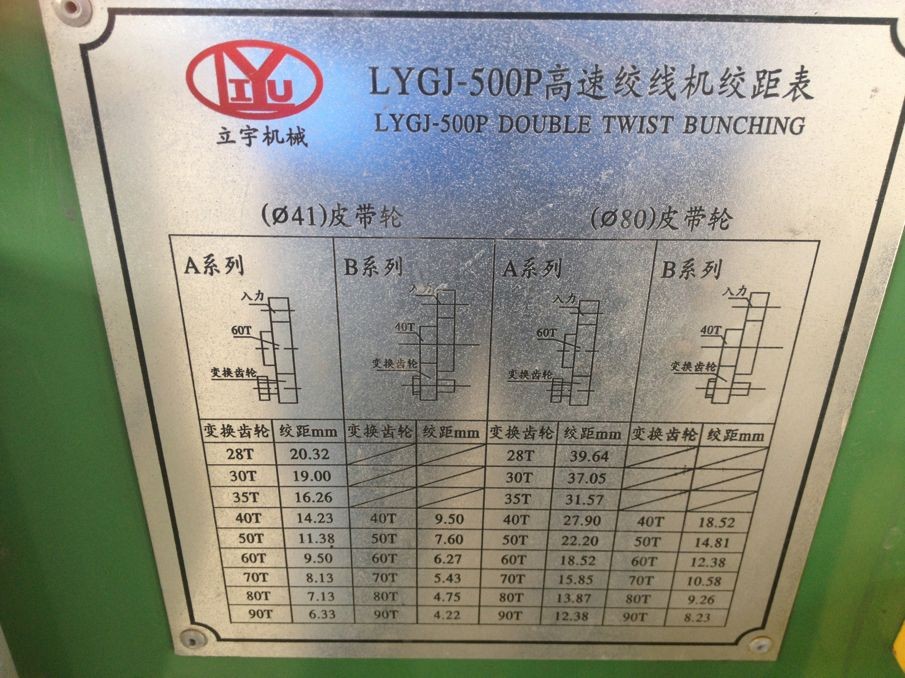 LIYU
立宇机械
LYGJ-500P高速绞线机绞距表
LYGJ-500P DOUBLE TWIST BUNCHING
(Ø41)皮带轮 (Ø80)皮带轮
A系列 B系列 A系列 B系列
入力 入力 入力 入力
60T 40T 60T 40T
变换齿轮 变换齿轮 变换齿轮 变换齿轮
变换齿轮 绞距mm 变换齿轮 绞距mm 变换齿轮 绞距mm 变换齿轮 绞距mm
28T 20.32 28T 39.64
30T 19.00 30T 37.05
35T 16.26 35T 31.57
40T 14.23 40T 9.50 40T 27.90 40T 18.52
50T 11.38 50T 7.60 50T 22.20 50T 14.81
60T 9.50 60T 6.27 60T 18.52 60T 12.38
70T 8.13 70T 5.43 70T 15.85 70T 10.58
80T 7.13 80T 4.75 80T 13.87 80T 9.26
90T 6.33 90T 4.22 90T 12.38 90T 8.23